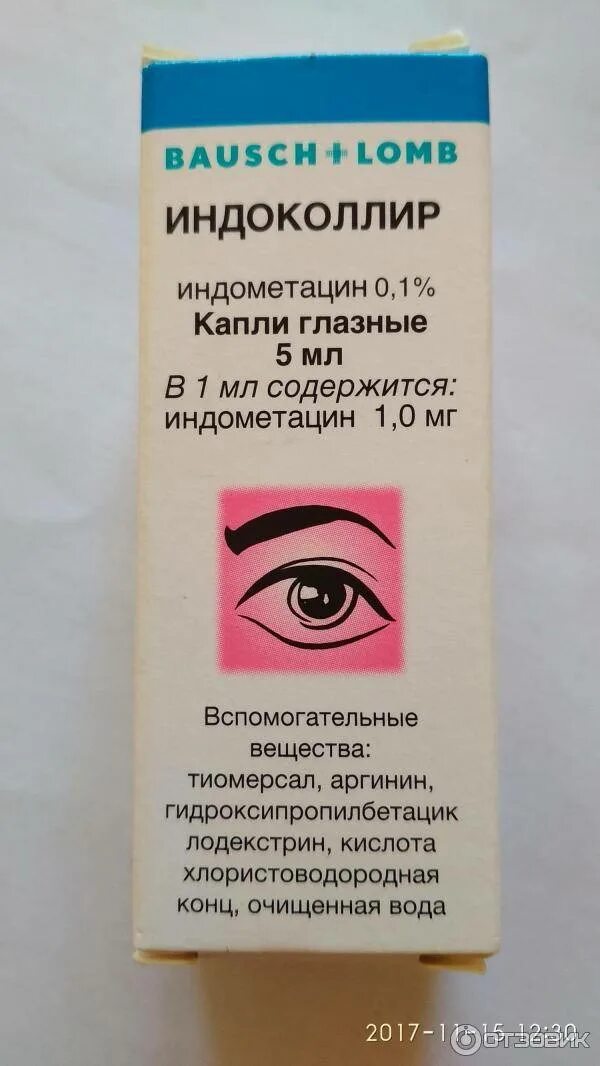 BAUSCH + LOMB
ИНДОКОЛЛИР
индометацин 0,1%
Капли глазные
5 мл
В 1 мл содержится:
индометацин 1,0 мг
Вспомогательные
вещества:
тиомерсал, аргинин,
гидроксипропилбетацик
лодекстрин, кислота
хлористоводородная
конц, очищенная вода
2017-11-15 12:30
ОТЗОВИК